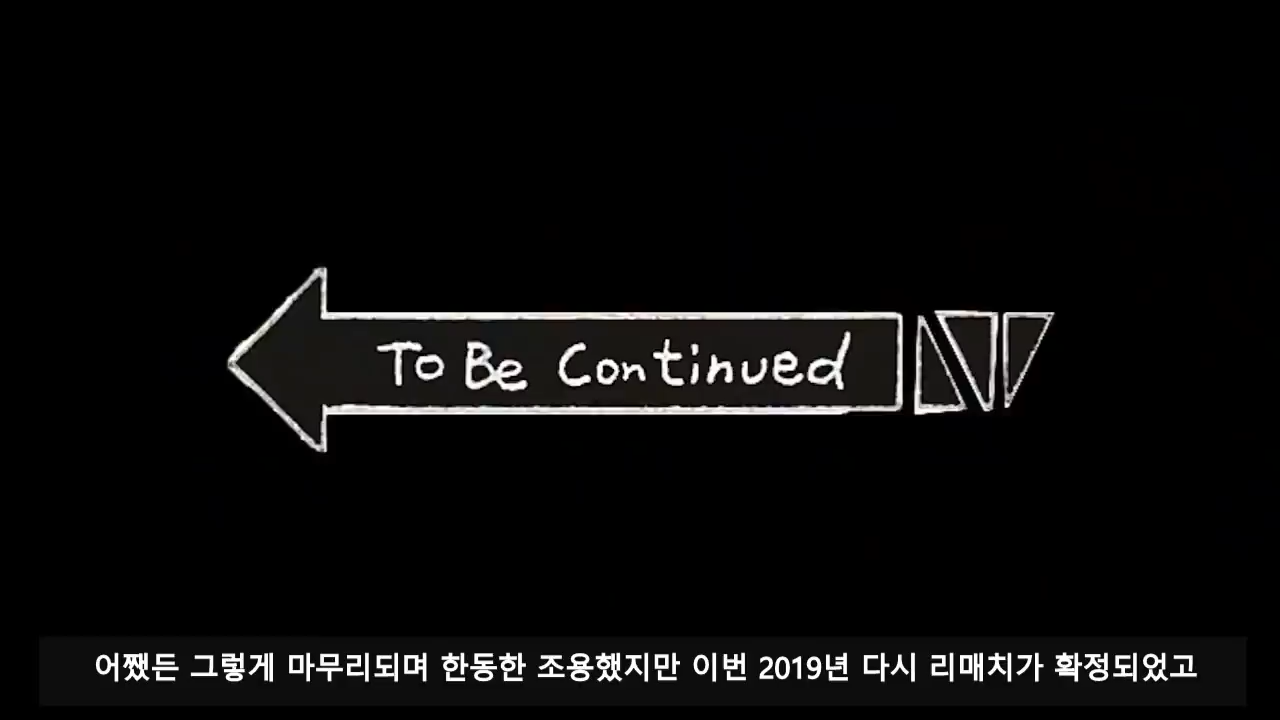 To Be Continued
어쨌든 그렇게 마무리되며 한동한 조용했지만 이번 2019년 다시 리매치가 확정되었고